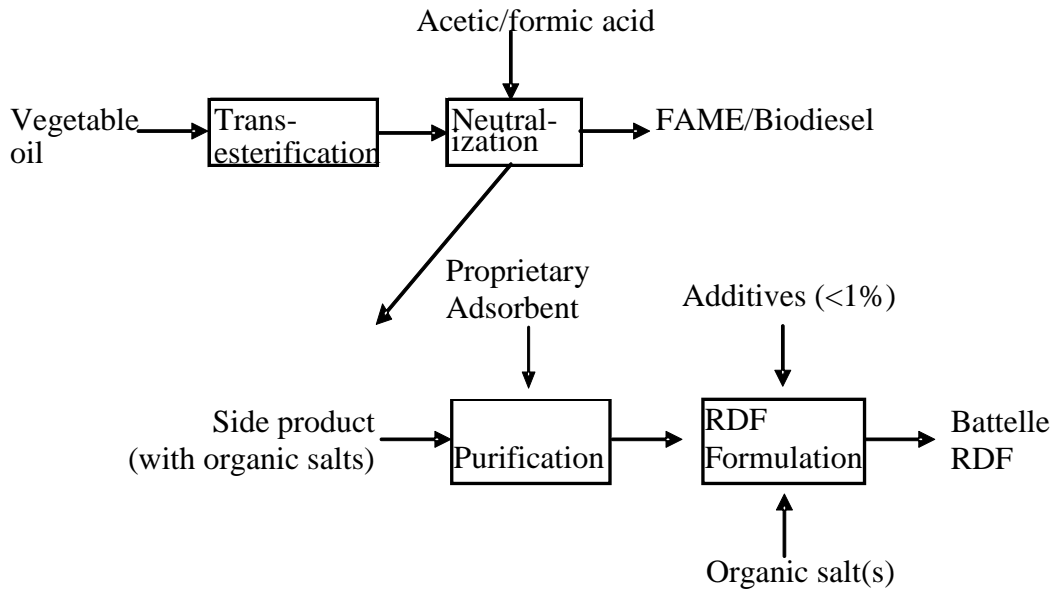 Acetic/formic acid
Vegetable
oil
Trans-
esterification
Neutral-
ization
FAME/Biodiesel
Proprietary
Adsorbent
Additives (<1%)
Side product
(with organic salts)
Purification
RDF
Formulation
Battelle
RDF
Organic salt(s)